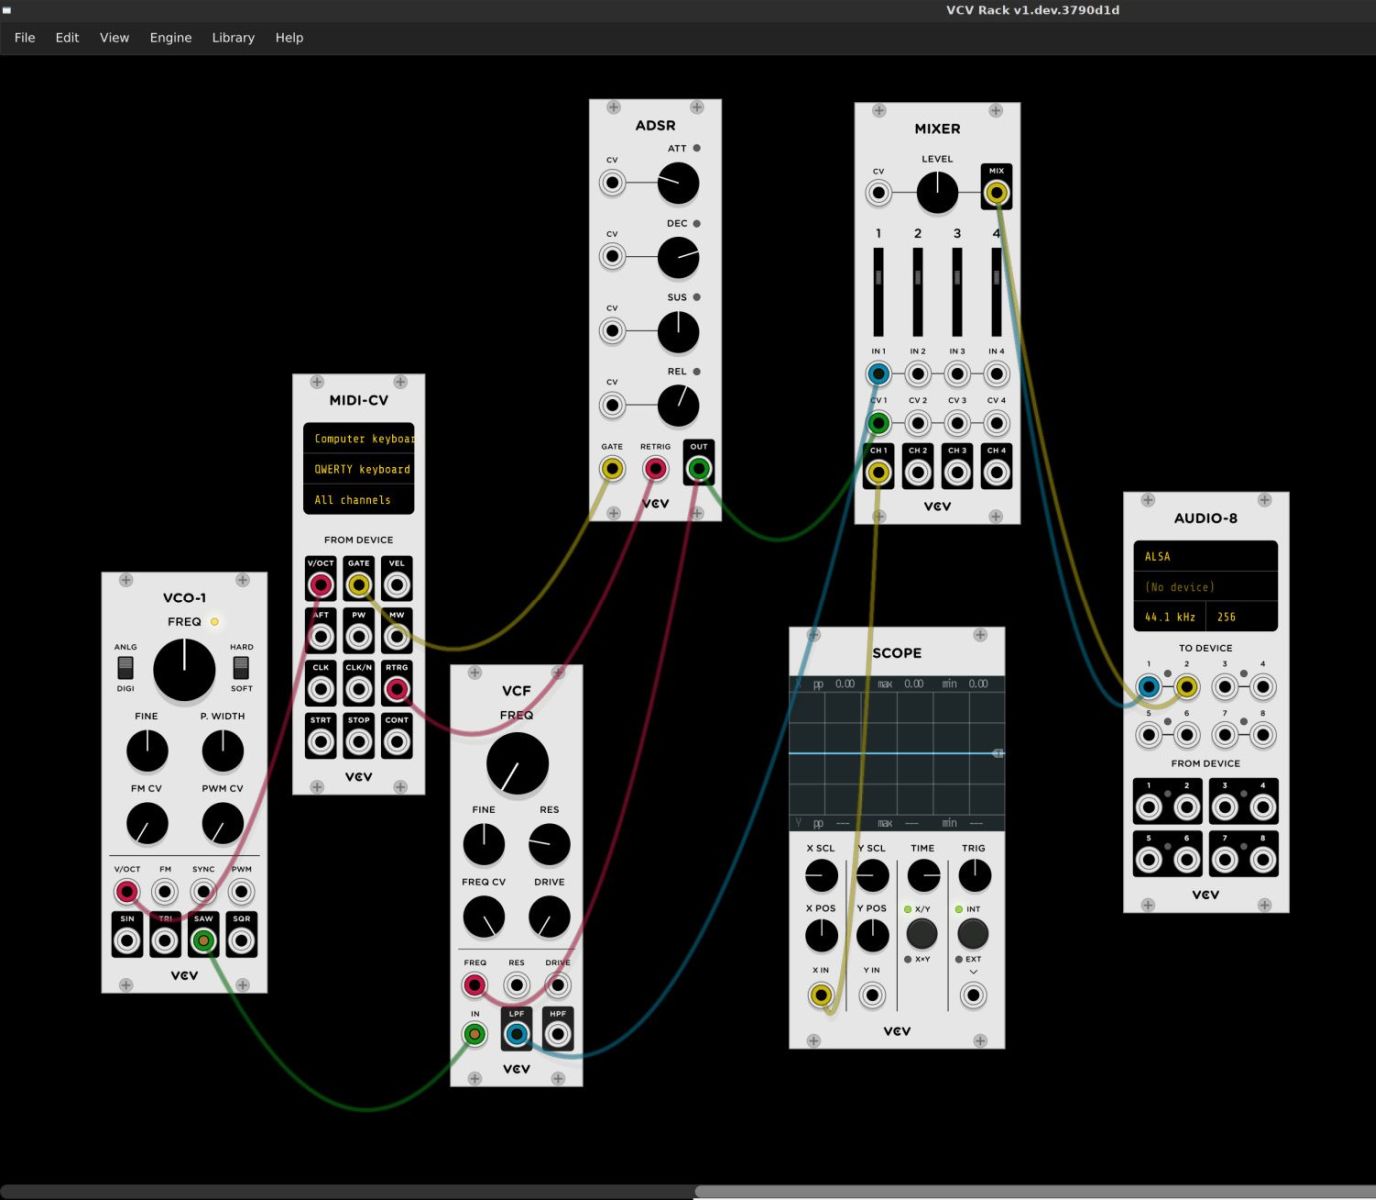 VCV Rack v1.dev.3790d1d
File Edit View Engine Library Help
ADSR
ATT
CV
DEC
CV
SUS
CV
REL
CV
GATE RETRIG OUT
VCV
MIXER
LEVEL
CV MIX
1 2 3 4
IN 1 IN 2 IN 3 IN 4
CV 1 CV 2 CV 3 CV 4
CH 1 CH 2 CH 3 CH 4
VCV
MIDI-CV
Computer keyboar
QWERTY keyboard
All channels
FROM DEVICE
V/OCT GATE VEL
AFT PW MW
CLK CLK/N RTRG
STRT STOP CONT
VCV
AUDIO-8
ALSA
(No device)
44.1 kHz 256
TO DEVICE
1 2 3 4
5 6 7 8
FROM DEVICE
1 2 3 4
5 6 7 8
VCV
VCO-1
FREQ
ANLG HARD
DIGI SOFT
FINE P. WIDTH
FM CV PWM CV
V/OCT FM SYNC PWM
SIN TRI SAW SQR
VCV
VCF
FREQ
FINE RES
FREQ CV DRIVE
FREQ RES DRIVE
IN LPF HPF
VCV
SCOPE
X pp 0.00 max 0.00 min 0.00
Y pp --- max --- min ---
X SCL Y SCL TIME TRIG
X POS Y POS X/Y INT
X×Y EXT
X IN Y IN
VCV